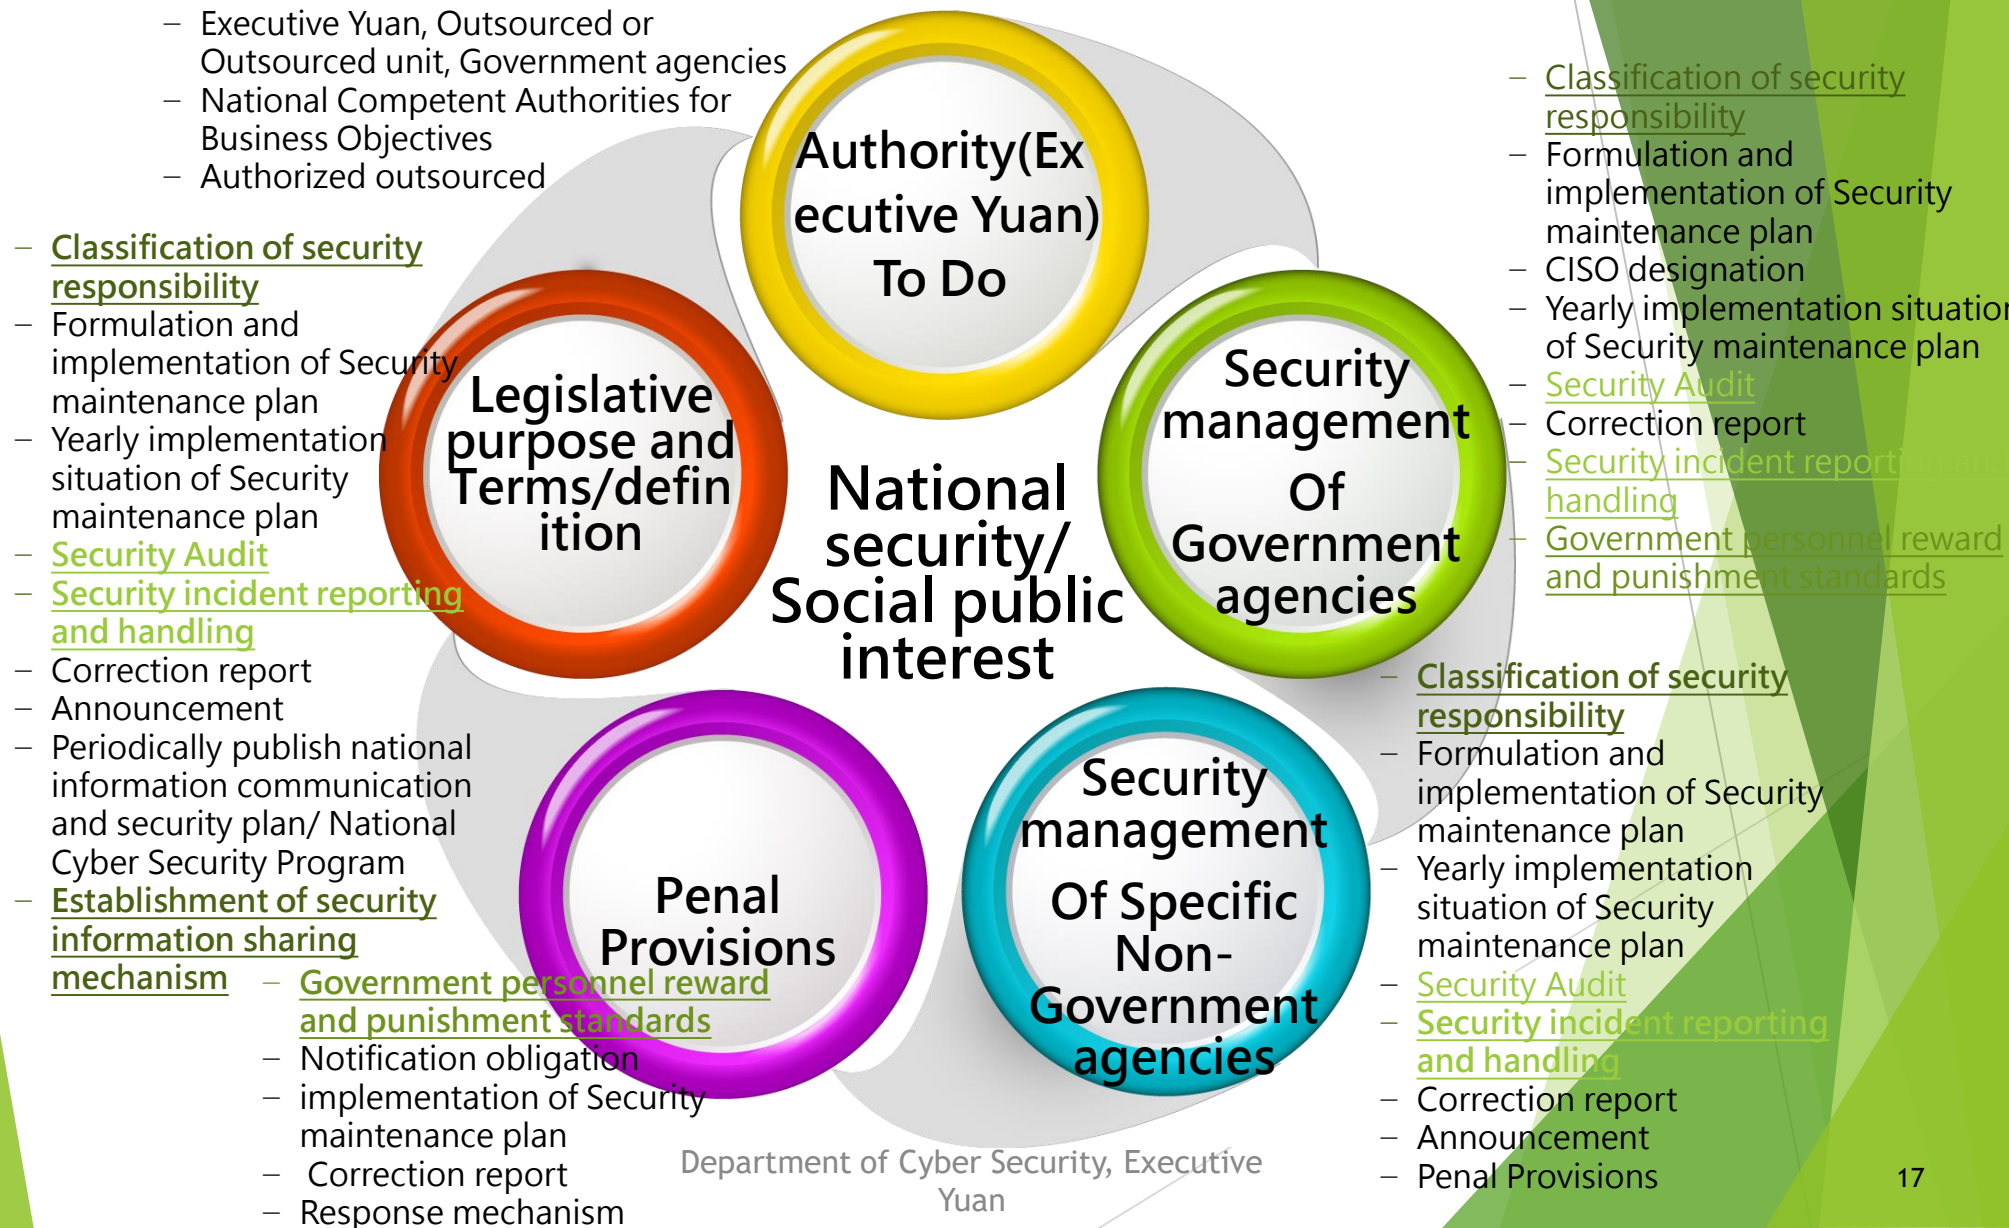 – Executive Yuan, Outsourced or
Outsourced unit, Government agencies
– National Competent Authorities for
Business Objectives
– Authorized outsourced
– Classification of security
responsibility
– Formulation and
implementation of Security
maintenance plan
– Yearly implementation
situation of Security
maintenance plan
– Security Audit
– Security incident reporting
and handling
– Correction report
– Announcement
– Periodically publish national
information communication
and security plan/ National
Cyber Security Program
– Establishment of security
information sharing
mechanism
– Government personnel reward
and punishment standards
– Notification obligation
– implementation of Security
maintenance plan
– Correction report
– Response mechanism
Authority(Ex
ecutive Yuan)
To Do
Legislative
purpose and
Terms/defin
ition
National
security/
Social public
interest
Security
management
Of
Government
agencies
Penal
Provisions
Security
management
Of Specific
Non-
Government
agencies
– Classification of security
responsibility
– Formulation and
implementation of Security
maintenance plan
– CISO designation
– Yearly implementation situation
of Security maintenance plan
– Security Audit
– Correction report
– Security incident reporting and
handling
– Government personnel reward
and punishment standards
– Classification of security
responsibility
– Formulation and
implementation of Security
maintenance plan
– Yearly implementation
situation of Security
maintenance plan
– Security Audit
– Security incident reporting
and handling
– Correction report
– Announcement
– Penal Provisions
Department of Cyber Security, Executive
Yuan
17